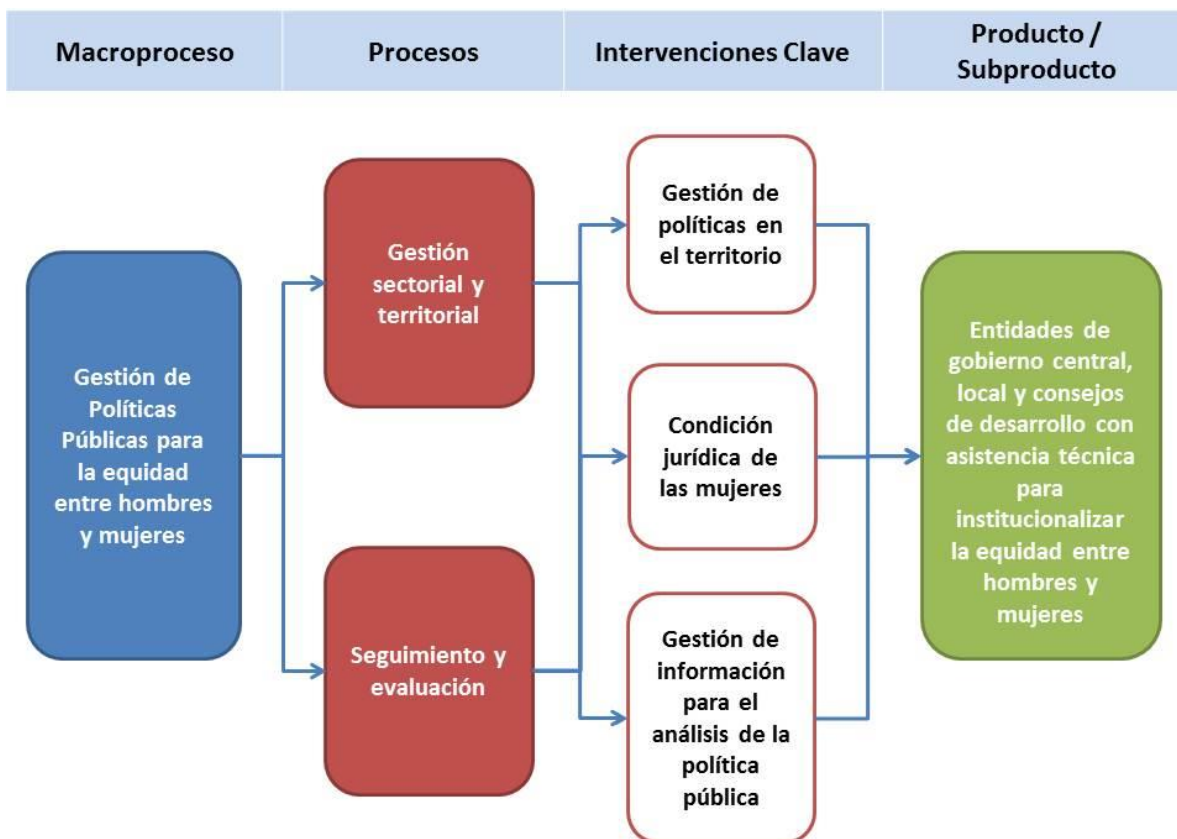 Macroproceso
Procesos
Intervenciones Clave
Producto /
Subproducto
Gestión de
Políticas
Públicas para
la equidad
entre hombres
y mujeres
Gestión
sectorial y
territorial
Seguimiento y
evaluación
Gestión de
políticas en
el territorio
Condición
jurídica de
las mujeres
Gestión de
información
para el
análisis de la
política
pública
Entidades de
gobierno central,
local y consejos
de desarrollo con
asistencia técnica
para
institucionalizar
la equidad entre
hombres y
mujeres